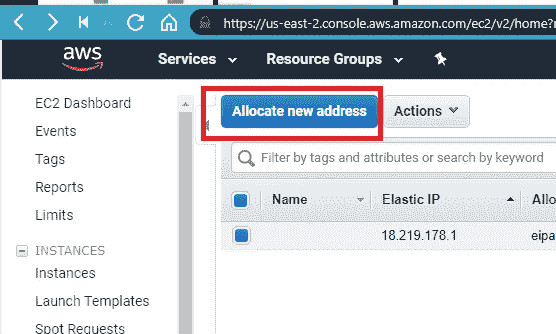 https://us-east-2.console.aws.amazon.com/ec2/v2/home?r
aws Services Resource Groups
EC2 Dashboard
Events
Tags
Reports
Limits
INSTANCES
Instances
Launch Templates
Spot Requests
Allocate new address Actions
Filter by tags and attributes or search by keyword
Name Elastic IP Allo
18.219.178.1 eipa